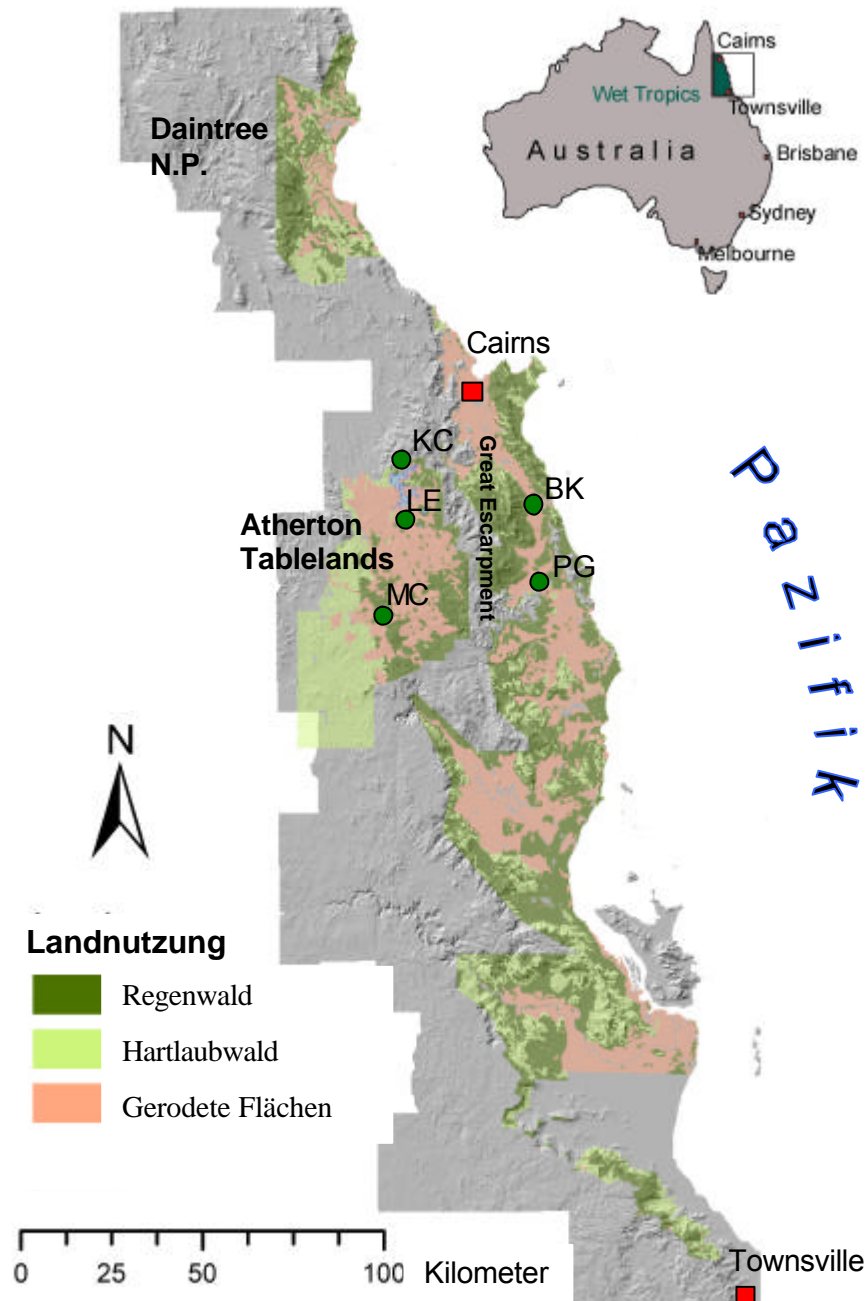 Cairns
Wet Tropics
Townsville
Australia
Brisbane
Sydney
Melbourne
Daintree
N.P.
Cairns
KC
Great Escarpment
BK
LE
Atherton
Tablelands
PG
MC
Pazifik
N
Landnutzung
Regenwald
Hartlaubwald
Gerodete Flächen
0 25 50 100 Kilometer
Townsville